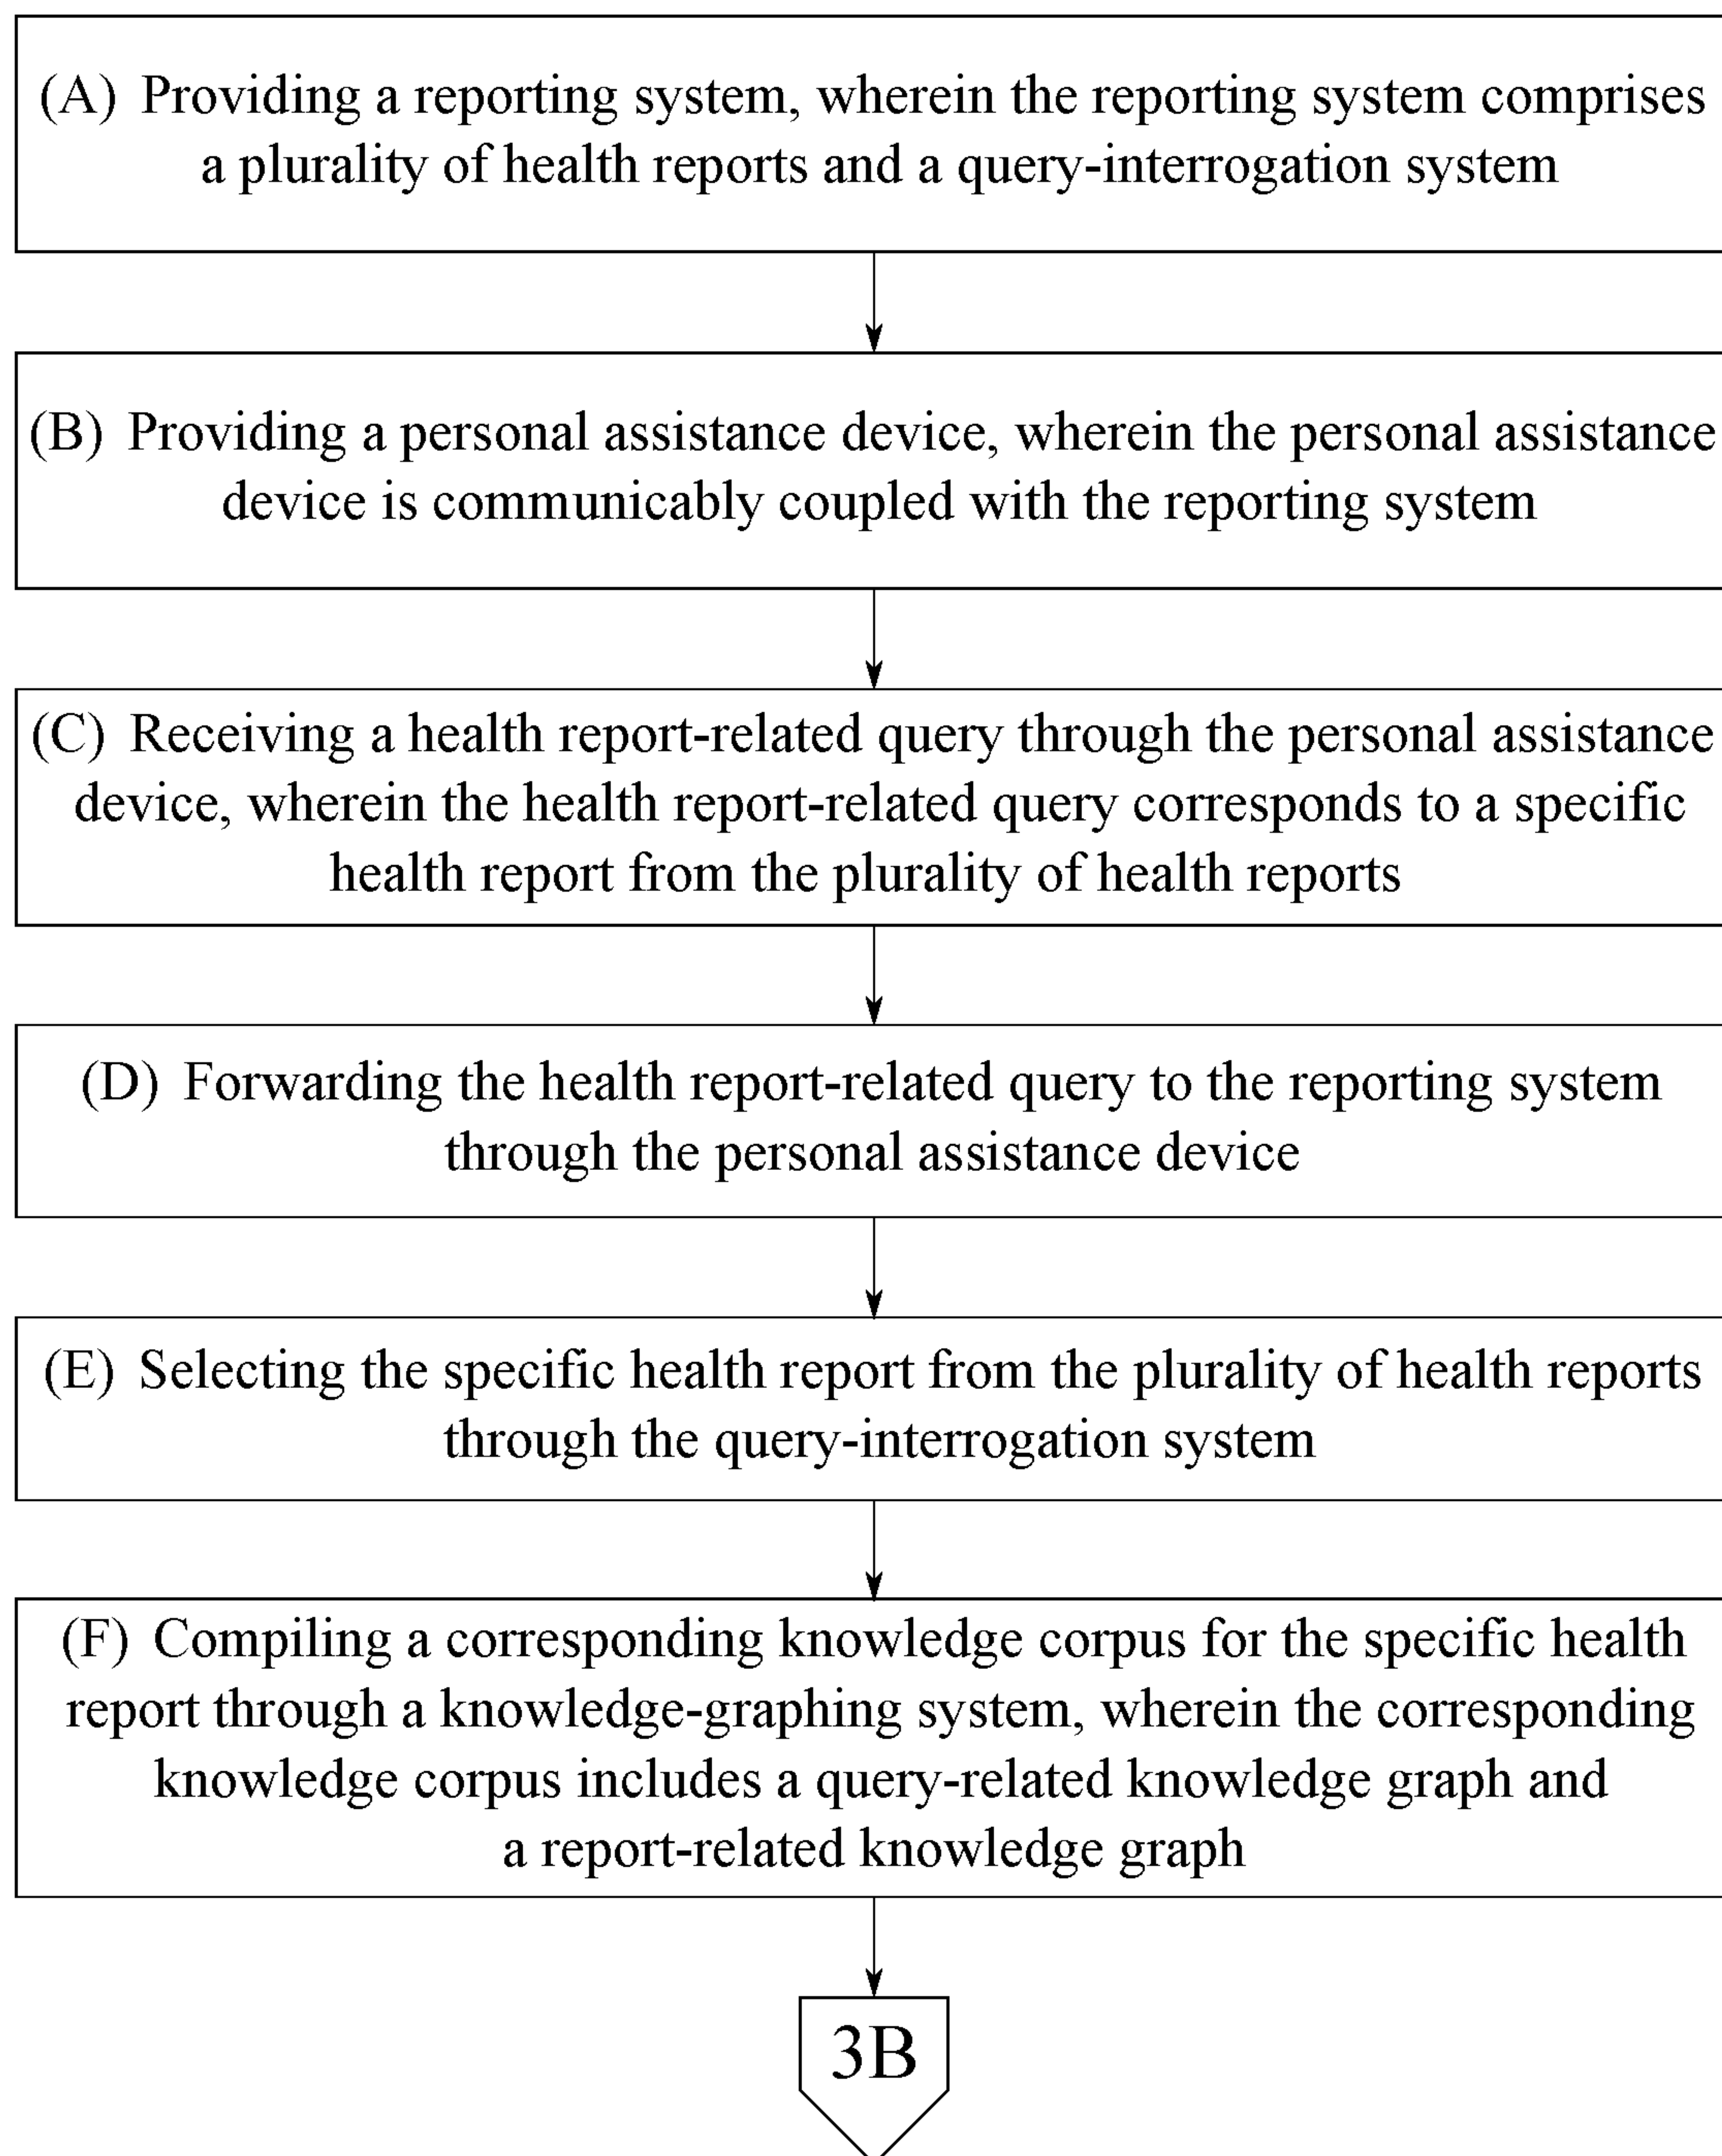 (A) Providing a reporting system, wherein the reporting system comprises
a plurality of health reports and a query-interrogation system
(B) Providing a personal assistance device, wherein the personal assistance
device is communicably coupled with the reporting system
(C) Receiving a health report-related query through the personal assistance
device, wherein the health report-related query corresponds to a specific
health report from the plurality of health reports
(D) Forwarding the health report-related query to the reporting system
through the personal assistance device
(E) Selecting the specific health report from the plurality of health reports
through the query-interrogation system
(F) Compiling a corresponding knowledge corpus for the specific health
report through a knowledge-graphing system, wherein the corresponding
knowledge corpus includes a query-related knowledge graph and
a report-related knowledge graph
3B